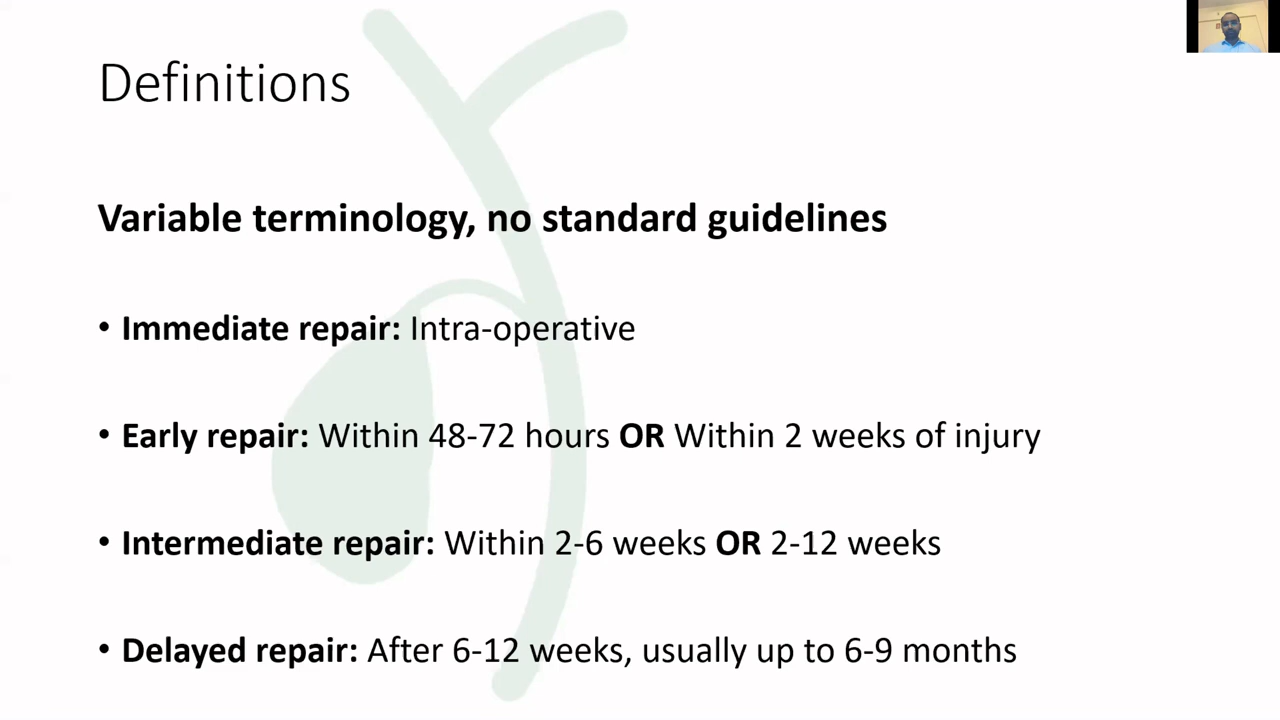 Definitions
Variable terminology, no standard guidelines
• Immediate repair: Intra-operative
• Early repair: Within 48-72 hours OR Within 2 weeks of injury
• Intermediate repair: Within 2-6 weeks OR 2-12 weeks
• Delayed repair: After 6-12 weeks, usually up to 6-9 months